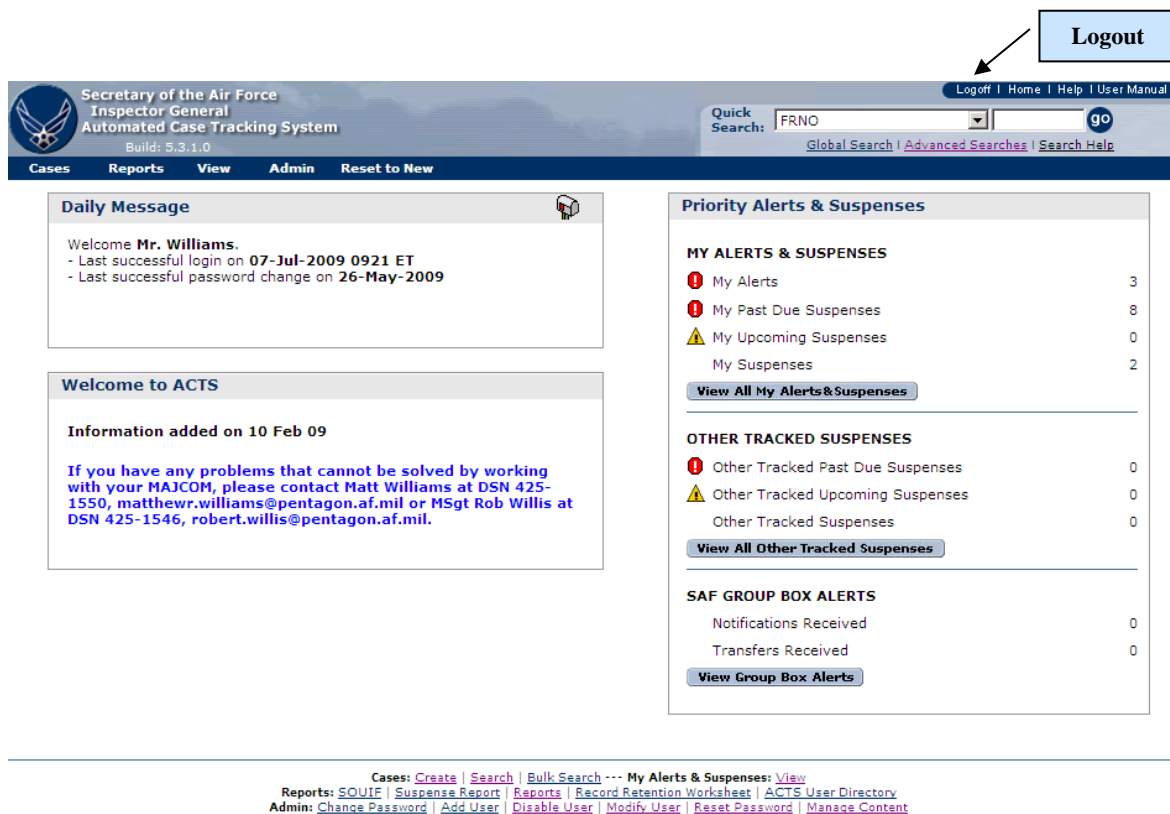 Logout
Secretary of the Air Force
Inspector General
Automated Case Tracking System
Build: 5.3.1.0
Logoff | Home | Help | User Manual
Quick Search: FRNO go
Global Search | Advanced Searches | Search Help
Cases Reports View Admin Reset to New
Daily Message
Welcome Mr. Williams.
- Last successful login on 07-Jul-2009 0921 ET
- Last successful password change on 26-May-2009
Welcome to ACTS
Information added on 10 Feb 09
If you have any problems that cannot be solved by working
with your MAJCOM, please contact Matt Williams at DSN 425-
1550, matthewr.williams@pentagon.af.mil or MSgt Rob Willis at
DSN 425-1546, robert.willis@pentagon.af.mil.
Priority Alerts & Suspenses
MY ALERTS & SUSPENSES
My Alerts 3
My Past Due Suspenses 8
My Upcoming Suspenses 0
My Suspenses 2
View All My Alerts&Suspenses
OTHER TRACKED SUSPENSES
Other Tracked Past Due Suspenses 0
Other Tracked Upcoming Suspenses 0
Other Tracked Suspenses 0
View All Other Tracked Suspenses
SAF GROUP BOX ALERTS
Notifications Received 0
Transfers Received 0
View Group Box Alerts
Cases: Create | Search | Bulk Search --- My Alerts & Suspenses: View
Reports: SOUIF | Suspense Report | Reports | Record Retention Worksheet | ACTS User Directory
Admin: Change Password | Add User | Disable User | Modify User | Reset Password | Manage Content